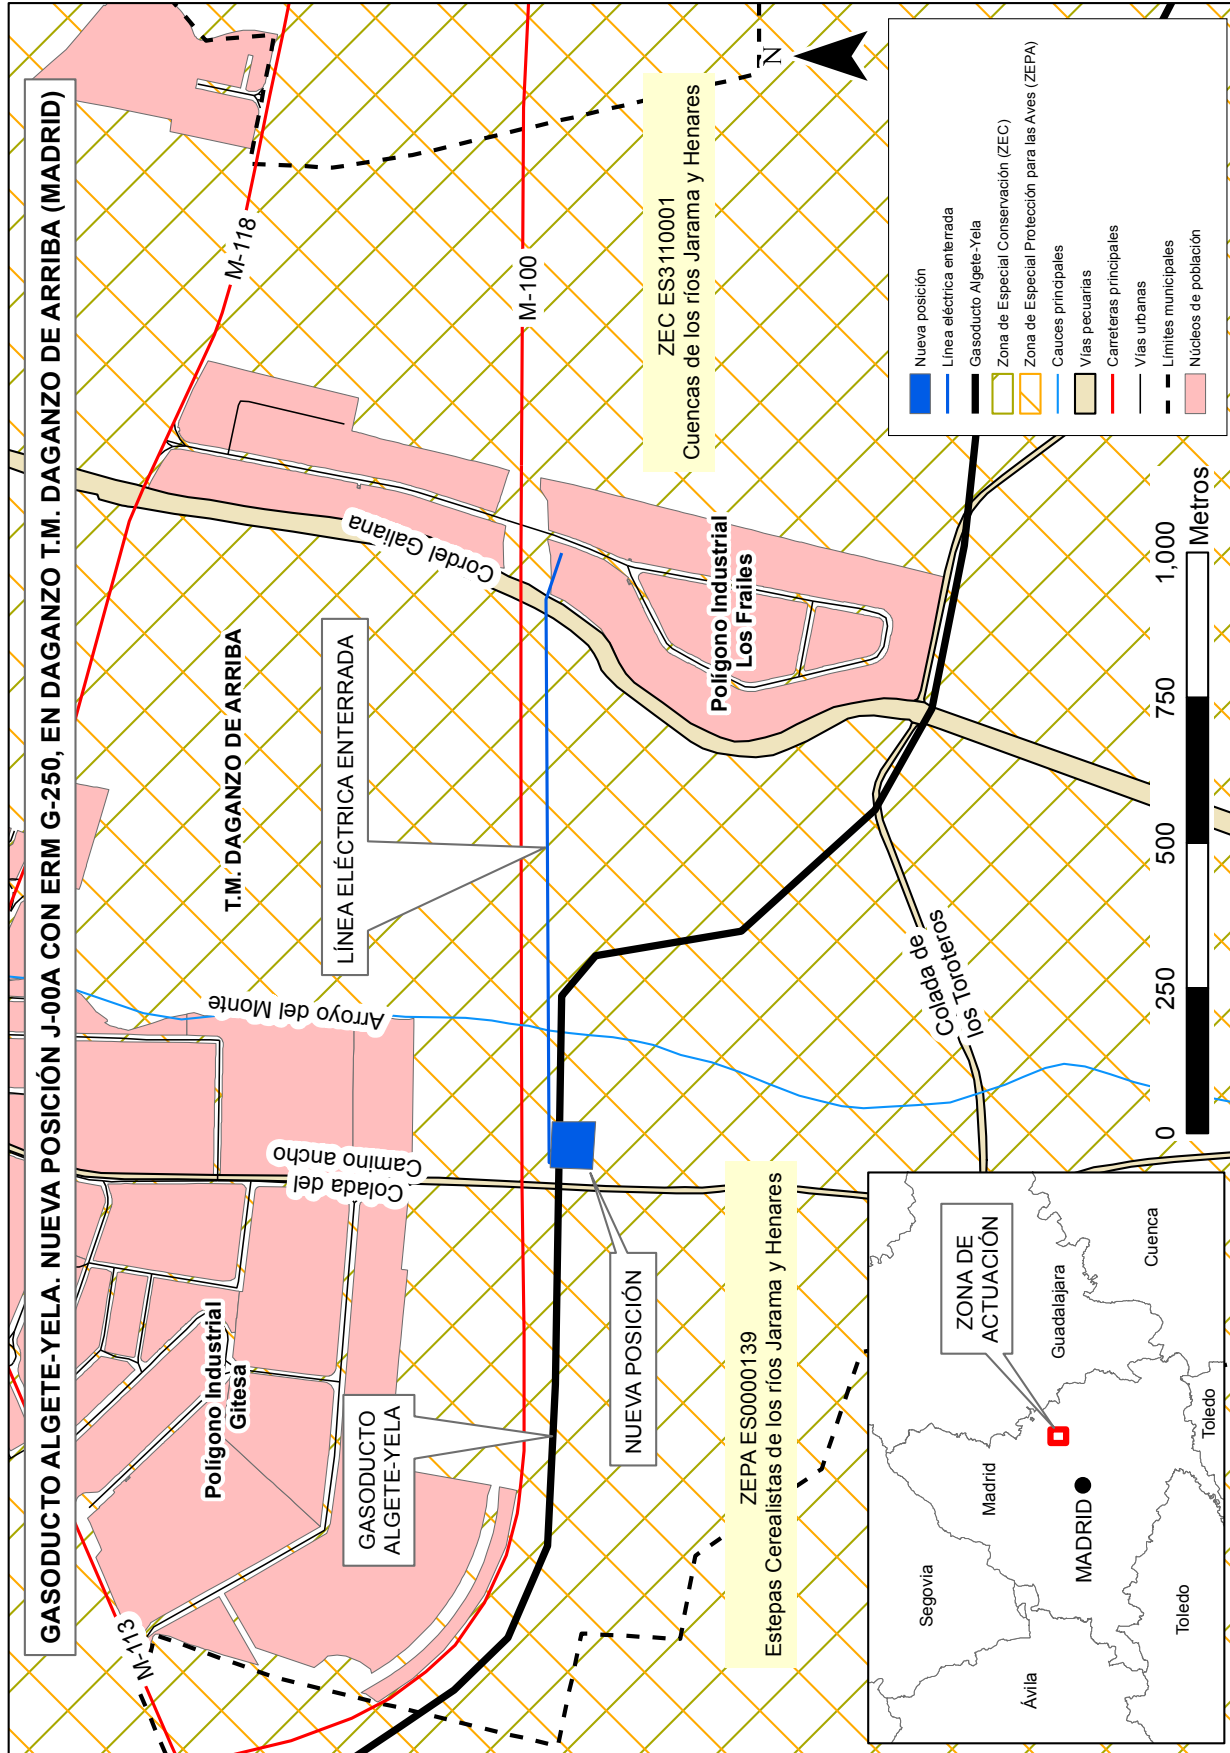 GASODUCTO ALGETE-YELA. NUEVA POSICIÓN J-00A CON ERM G-250, EN DAGANZO T.M. DAGANZO DE ARRIBA (MADRID)
M-113
M-118
M-100
Polígono Industrial
Gitesa
Colada del
Camino ancho
Arroyo del Monte
T.M. DAGANZO DE ARRIBA
Cordel Galiana
GASODUCTO
ALGETE-YELA
LÍNEA ELÉCTRICA ENTERRADA
NUEVA POSICIÓN
Polígono Industrial
Los Frailes
ZEC ES3110001
Cuencas de los ríos Jarama y Henares
ZEPA ES0000139
Estepas Cerealistas de los ríos Jarama y Henares
Colada de
los Toroteros
N
Nueva posición
Línea eléctrica enterrada
Gasoducto Algete-Yela
Zona de Especial Conservación (ZEC)
Zona de Especial Protección para las Aves (ZEPA)
Cauces principales
Vías pecuarias
Carreteras principales
Vías urbanas
Límites municipales
Núcleos de población
0 250 500 750 1,000
Metros
ZONA DE
ACTUACIÓN
Segovia
Ávila
Madrid
MADRID
Guadalajara
Cuenca
Toledo
Toledo